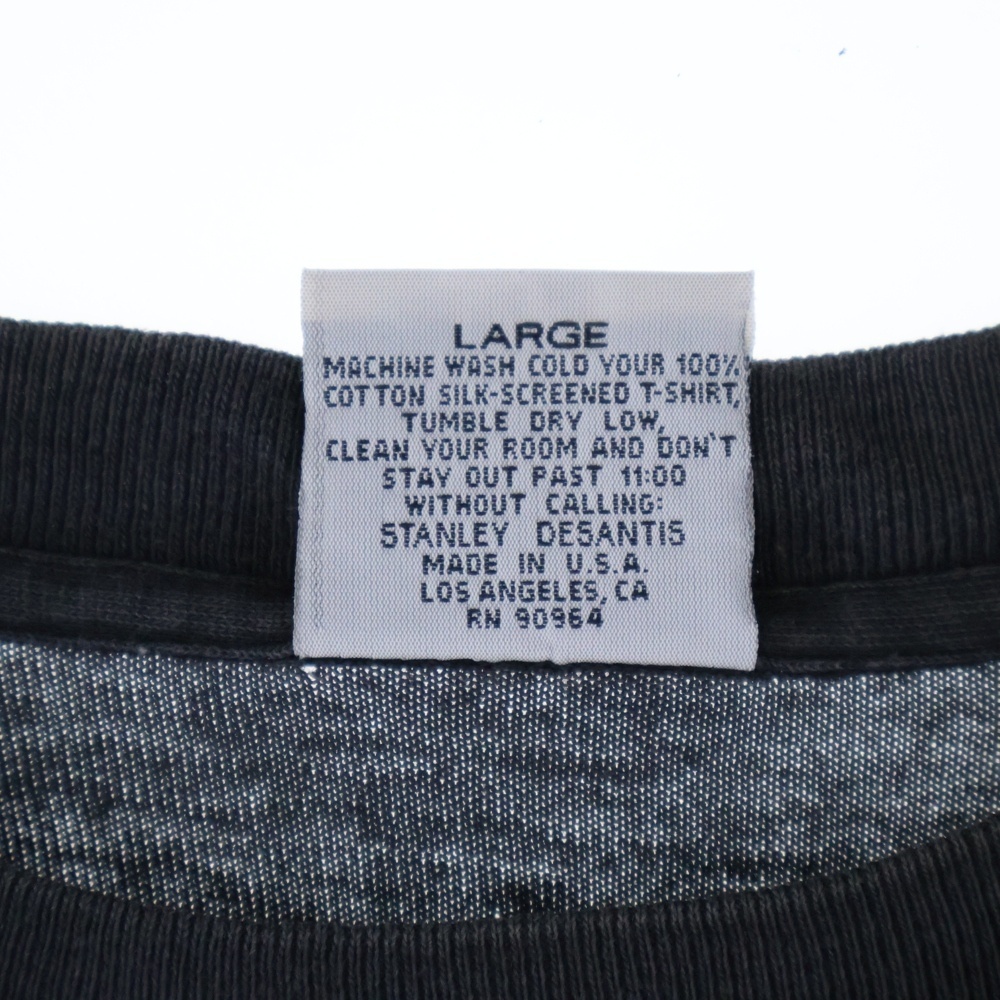 LARGE
MACHINE WASH COLD YOUR 100%
COTTON SILK-SCREENED T-SHIRT,
TUMBLE DRY LOW,
CLEAN YOUR ROOM AND DON'T
STAY OUT PAST 11:00
WITHOUT CALLING:
STANLEY DESANTIS
MADE IN U.S.A.
LOS ANGELES, CA
RN 90964